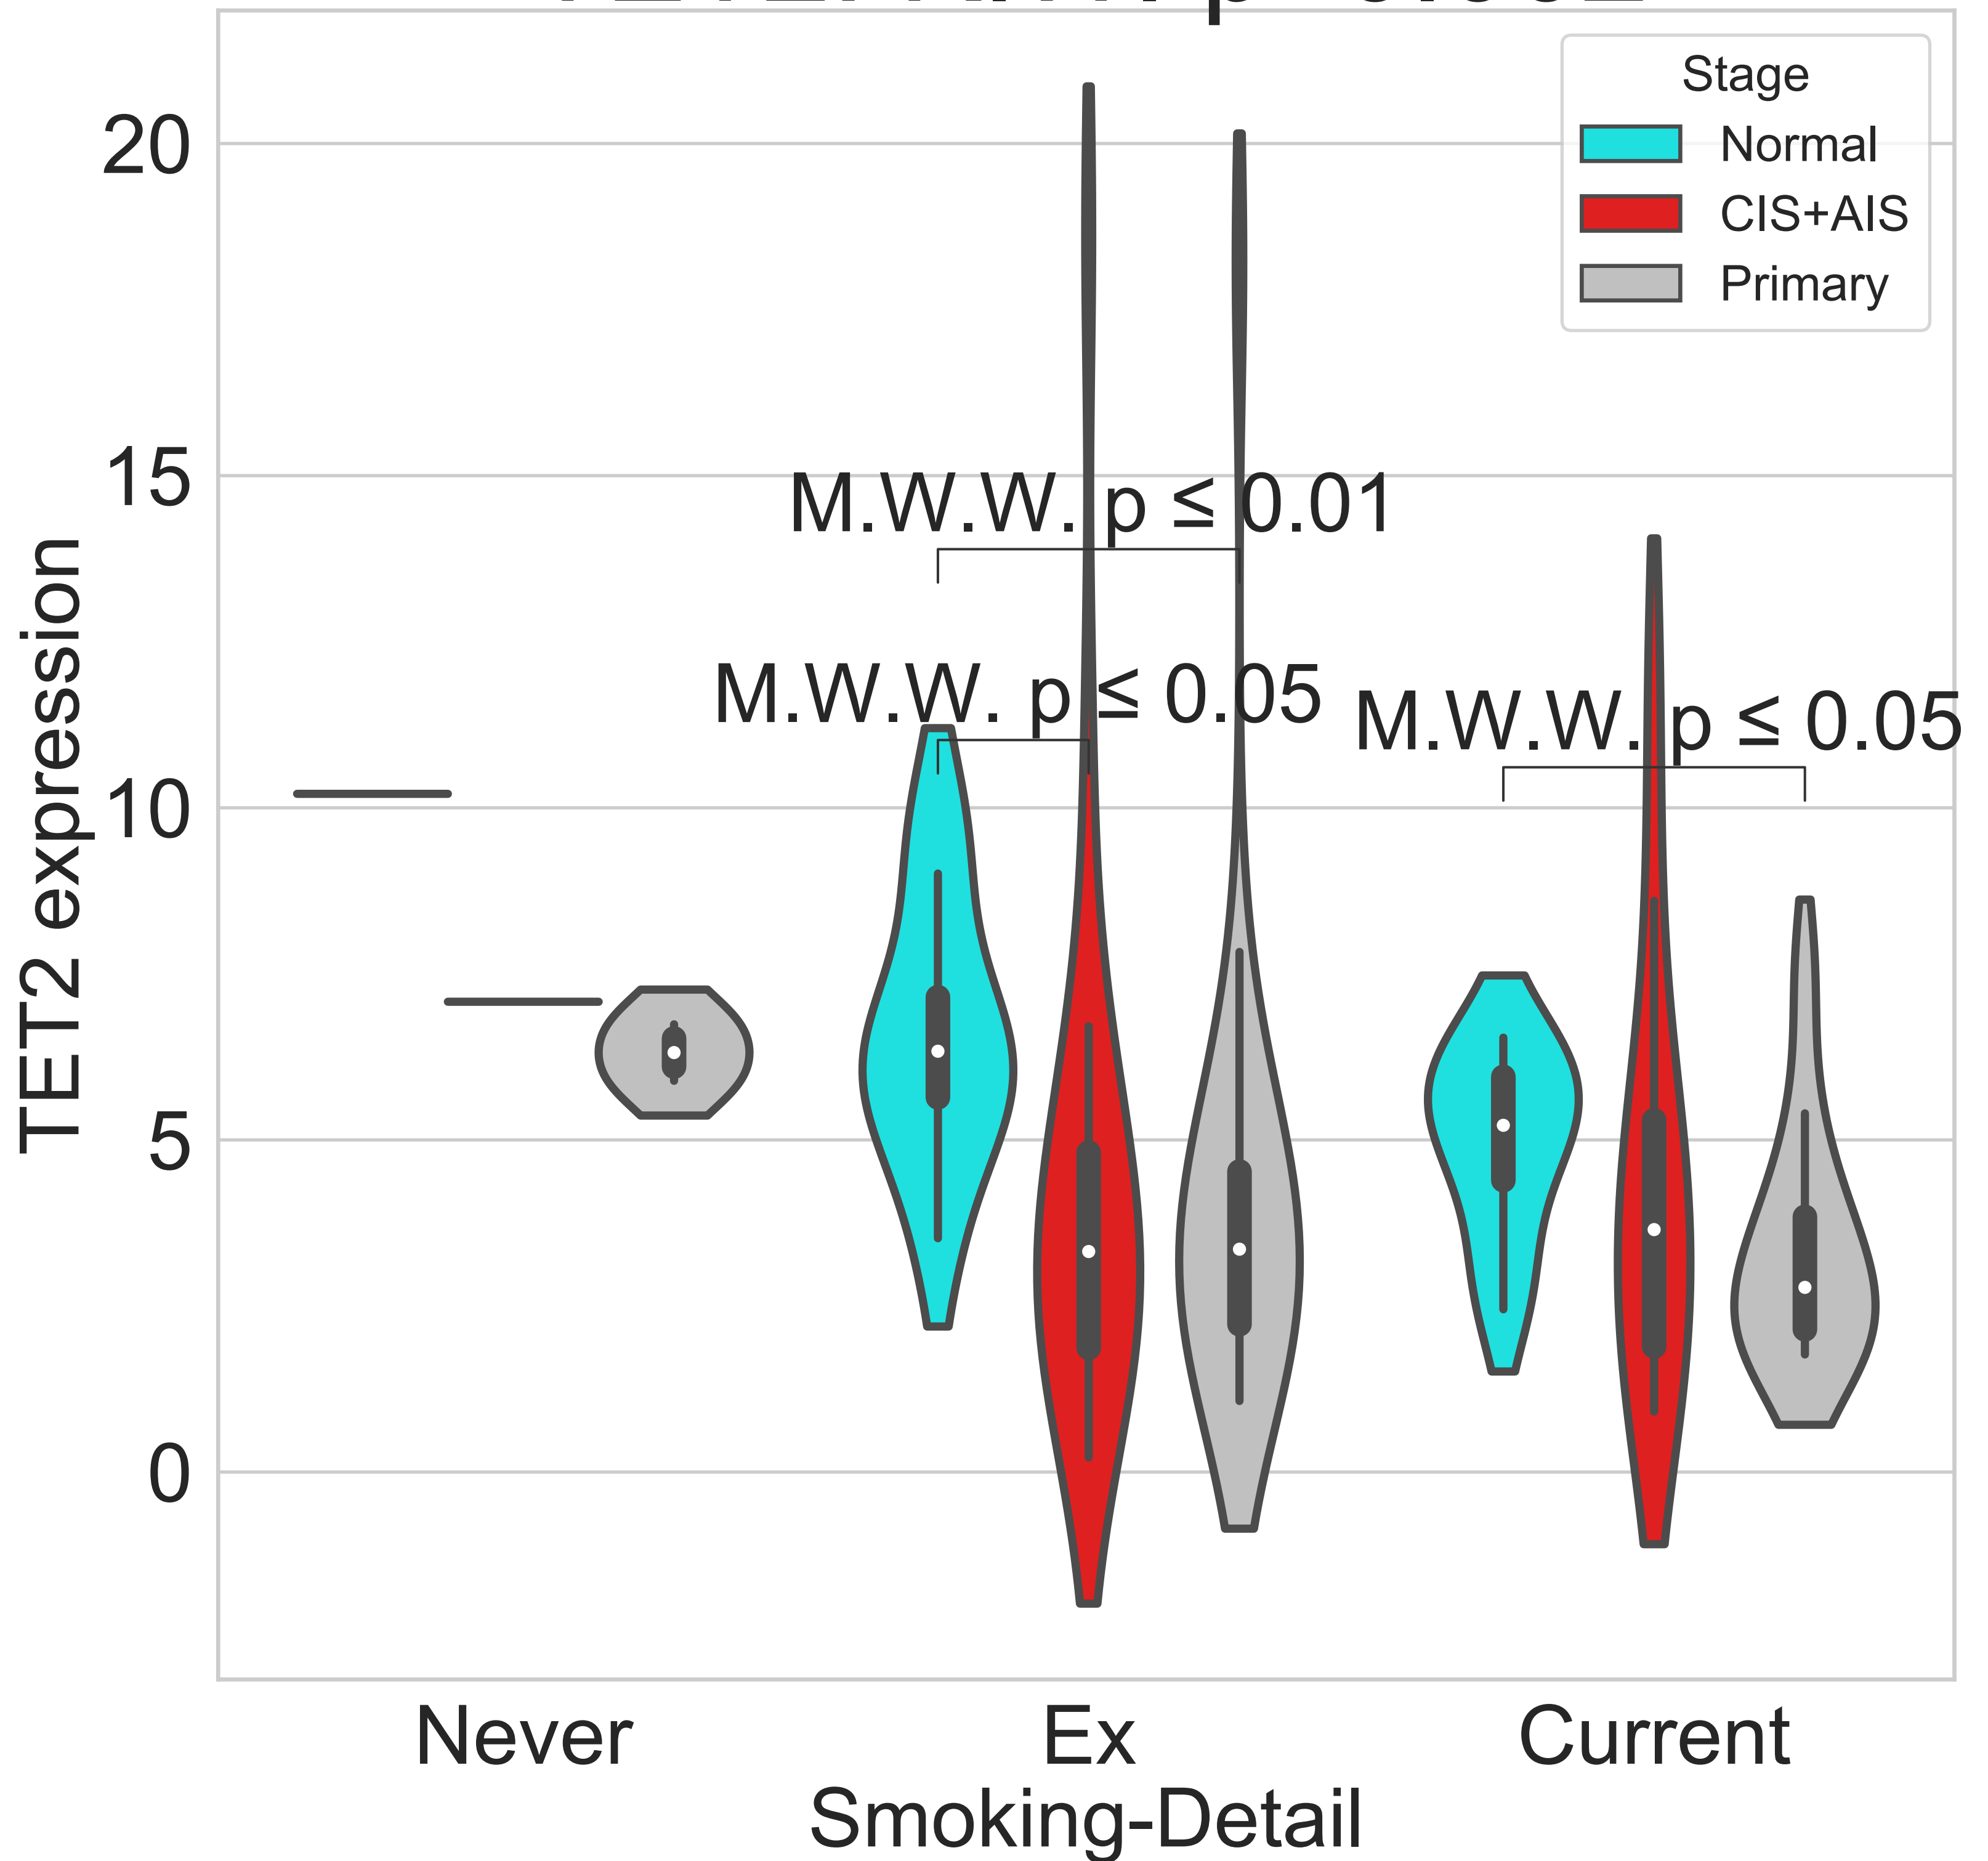 Stage
Normal
CIS+AIS
Primary
20
15
10
5
0
TET2 expression
M.W.W. p ≤ 0.01
M.W.W. p ≤ 0.05
M.W.W. p ≤ 0.05
Never
Ex
Current
Smoking-Detail